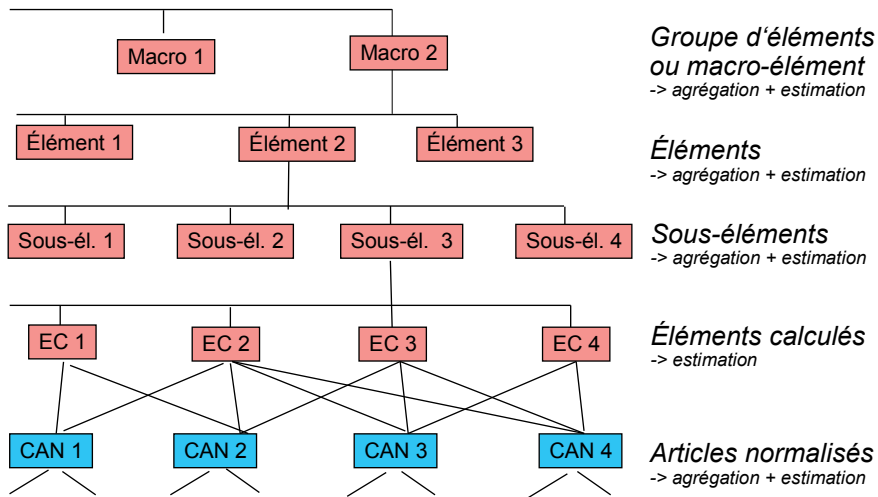 Macro 1
Macro 2
Groupe d‘éléments
ou macro-élément
-> agrégation + estimation
Élément 1
Élément 2
Élément 3
Éléments
-> agrégation + estimation
Sous-él. 1
Sous-él. 2
Sous-él. 3
Sous-él. 4
Sous-éléments
-> agrégation + estimation
EC 1
EC 2
EC 3
EC 4
Éléments calculés
-> estimation
CAN 1
CAN 2
CAN 3
CAN 4
Articles normalisés
-> agrégation + estimation